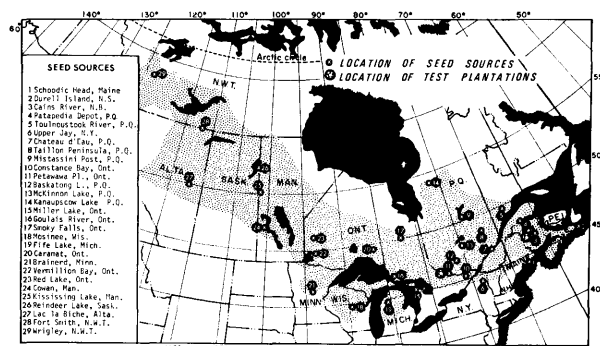 130° 120° 110° 100° 90° 80° 70° 60° 50°
60
Arctic circle
LOCATION OF SEED SOURCES
LOCATION OF TEST PLANTATIONS
SEED SOURCES
1 Schoodic Head, Maine
2 Durell Island, N.S.
3 Cains River, N.B.
4 Patapedia Depot, P.Q
5 Toulnoustook River, P.Q.
6 Upper Jay, N.Y.
7 Chateau d'Eau, P.Q.
8 Taillon Peninsula, P.Q.
9 Mistassini Post, P.Q.
10 Constance Bay, Ont.
11 Petawawa Pl., Ont.
12 Baskatong L., P.Q.
13 McKinnon Lake, P.Q.
14 Kanaupscow Lake P.Q.
15 Miller Lake, Ont.
16 Goulais River, Ont.
17 Smoky Falls, Ont.
18 Mosinee, Wis.
19 Fife Lake, Mich.
20 Caramat, Ont.
21 Brainerd, Minn.
22 Vermillion Bay, Ont.
23 Red Lake, Ont.
24 Cowan, Man.
25 Kississing Lake, Man.
26 Reindeer Lake, Sask.
27 Lac la Biche, Alta.
28 Fort Smith, N.W.T.
29 Wrigley, N.W.T.
N.W.T.
ALTA.
SASK.
MAN.
ONT.
P.Q.
P.E.I.
MINN.
WIS.
MICH.
N.Y.
55
50
45
40